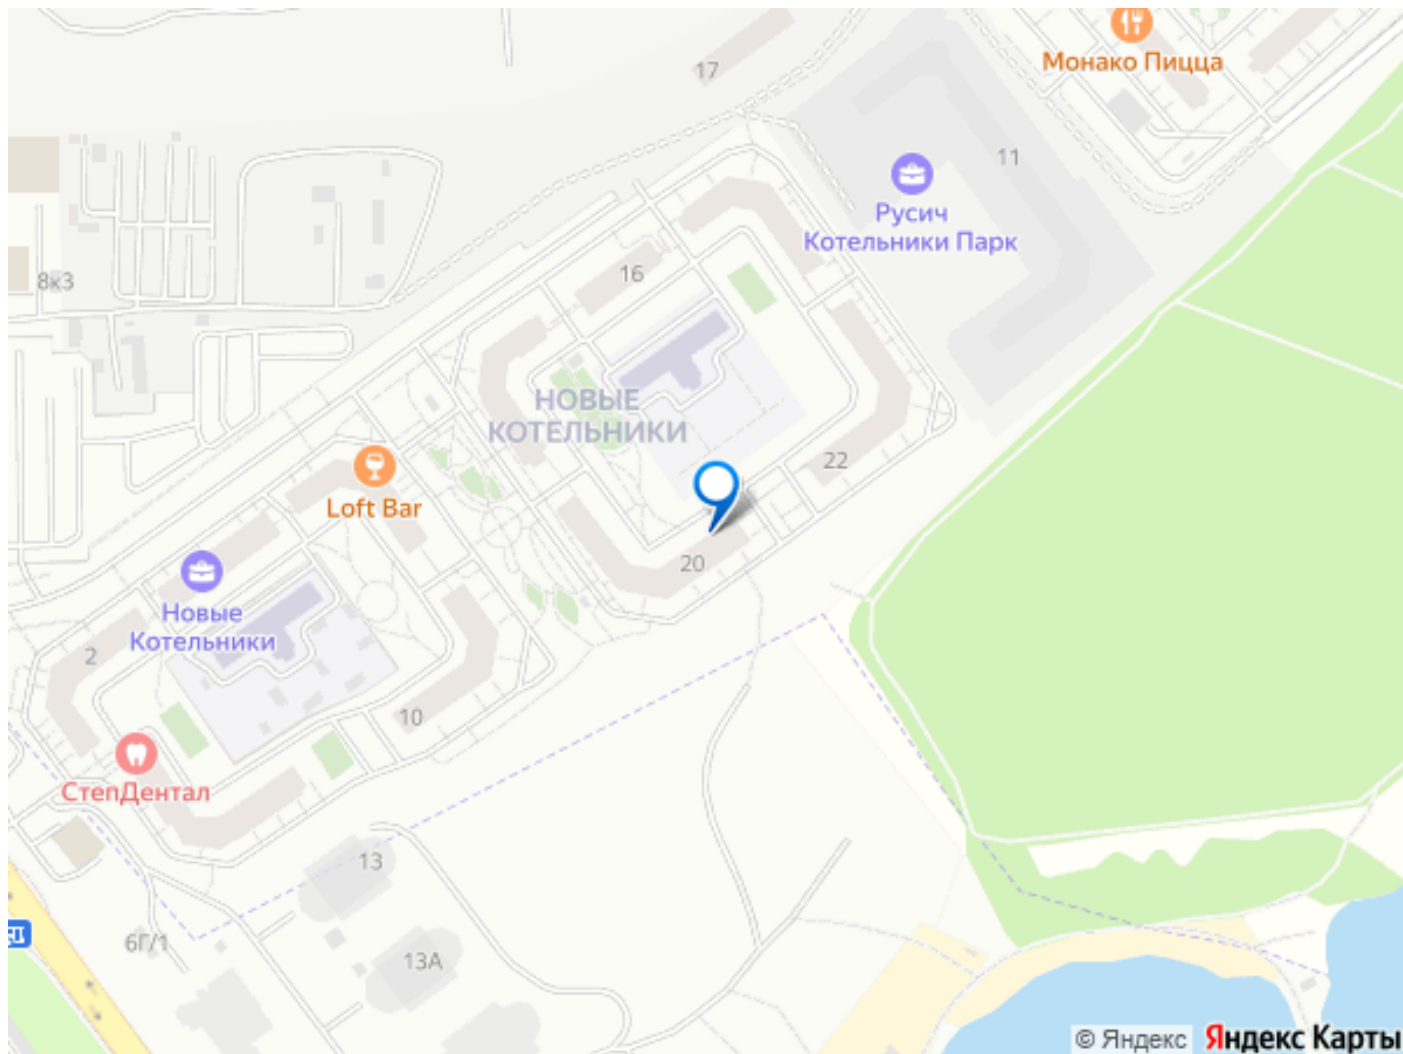 Монако Пицца
17
11
Русич
Котельники Парк
16
8к3
НОВЫЕ
КОТЕЛЬНИКИ
22
Loft Bar
20
Новые
Котельники
2
10
СтепДентал
13
6Г/1
13А
© Яндекс Яндекс Карты